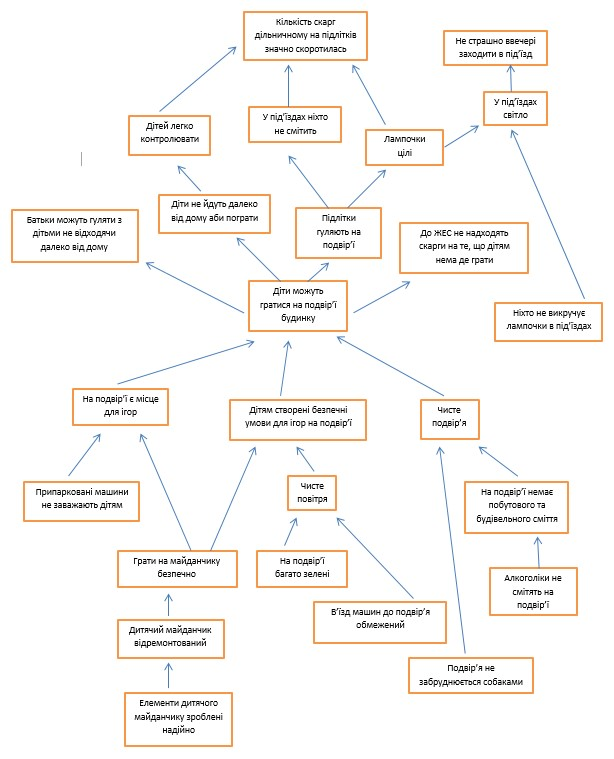 Кількість скарг
дільничному на підлітків
значно скоротилась
Не страшно ввечері
заходити в під’їзд
У під’їздах
світло
У під’їздах ніхто
не смітить
Дітей легко
контролювати
Лампочки
цілі
Діти не йдуть далеко
від дому аби пограти
Батьки можуть гуляти з
дітьми не відходячи
далеко від дому
Підлітки
гуляють на
подвір’ї
До ЖЕС не надходять
скарги на те, що дітям
нема де грати
Діти можуть
гратися на подвір’ї
будинку
Ніхто не викручує
лампочки в під’їздах
На подвір’ї є місце
для ігор
Дітям створені безпечні
умови для ігор на подвір’ї
Чисте
подвір’я
Припарковані машини
не заважають дітям
Чисте
повітря
На подвір’ї немає
побутового та
будівельного сміття
Грати на майданчику
безпечно
На подвір’ї
багато зелені
Алкоголіки не
смітять на
подвір’ї
В’їзд машин до подвір’я
обмежений
Дитячий майданчик
відремонтований
Подвір’я не
забруднюється собаками
Елементи дитячого
майданчику зроблені
надійно